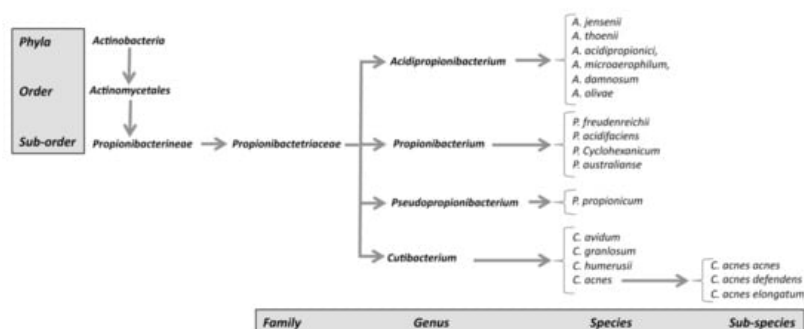 Phyla
Actinobacteria
Order
Actinomycetales
Sub-order
Propionibacterineae
Propionibactetriaceae
Acidipropionibacterium
A. jensenii
A. thoenii
A. acidipropionici,
A. microaerophilum,
A. damnosum
A. olivae
Propionibacterium
P. freudenreichii
P. acidifaciens
P. Cyclohexanicum
P. australianse
Pseudopropionibacterium
P. propionicum
Cutibacterium
C. avidum
C. granlosum
C. humerusii
C. acnes
C. acnes acnes
C. acnes defendens
C. acnes elongatum
Family Genus Species Sub-species